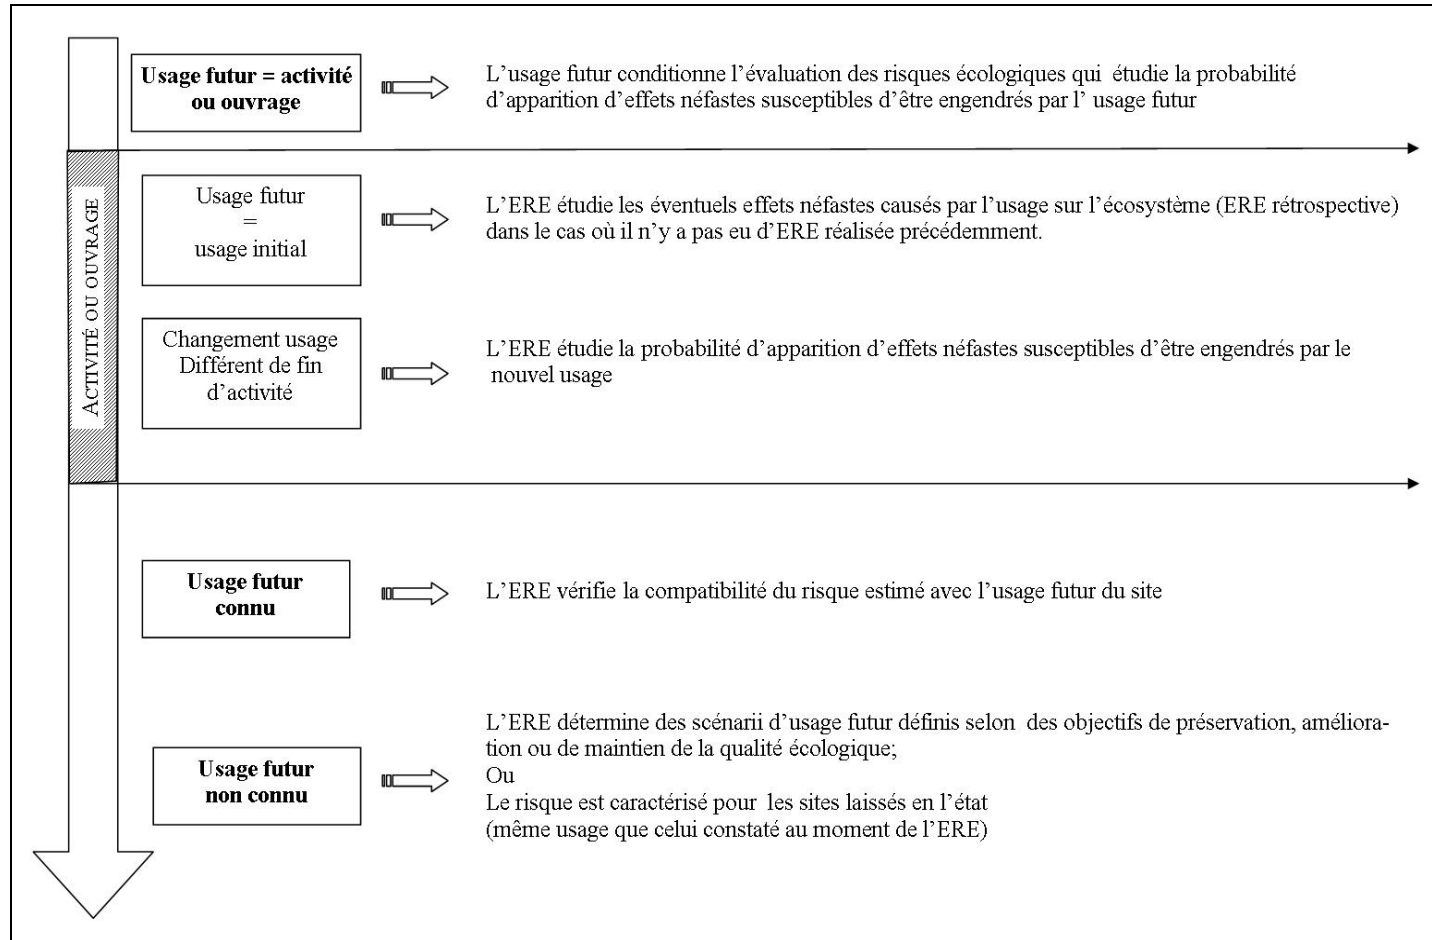 Usage futur = activité
ou ouvrage
L’usage futur conditionne l’évaluation des risques écologiques qui étudie la probabilité
d’apparition d’effets néfastes susceptibles d’être engendrés par l’ usage futur
ACTIVITÉ OU OUVRAGE
Usage futur
=
usage initial
L’ERE étudie les éventuels effets néfastes causés par l’usage sur l’écosystème (ERE rétrospective)
dans le cas où il n’y a pas eu d’ERE réalisée précédemment.
Changement usage
Différent de fin
d’activité
L’ERE étudie la probabilité d’apparition d’effets néfastes susceptibles d’être engendrés par le
nouvel usage
Usage futur
connu
L’ERE vérifie la compatibilité du risque estimé avec l’usage futur du site
Usage futur
non connu
L’ERE détermine des scénarii d’usage futur définis selon des objectifs de préservation, améliora-
tion ou de maintien de la qualité écologique;
Ou
Le risque est caractérisé pour les sites laissés en l’état
(même usage que celui constaté au moment de l’ERE)